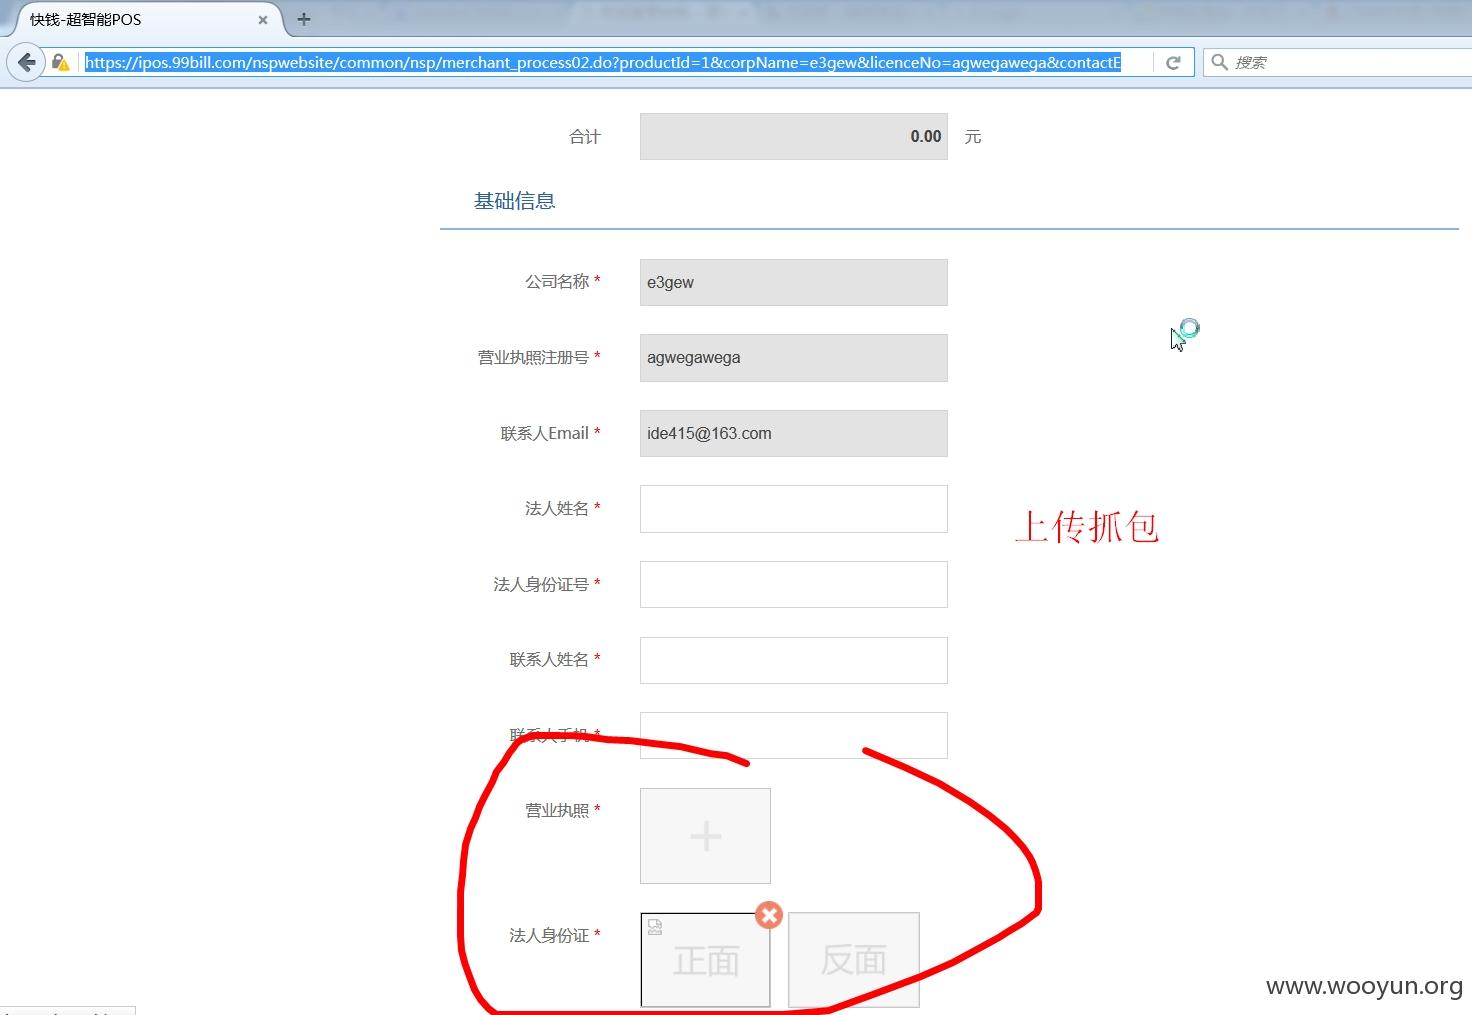 快钱-超智能POS
https://ipos.99bill.com/nspwebsite/common/nsp/merchant_process02.do?productId=1&corpName=e3gew&licenceNo=agwegawega&contactE
搜索
合计 0.00 元
基础信息
公司名称 * e3gew
营业执照注册号 * agwegawega
联系人Email * ide415@163.com
法人姓名 *
上传抓包
法人身份证号 *
联系人姓名 *
联系人手机 *
营业执照 *
法人身份证 * 正面 反面
www.wooyun.org